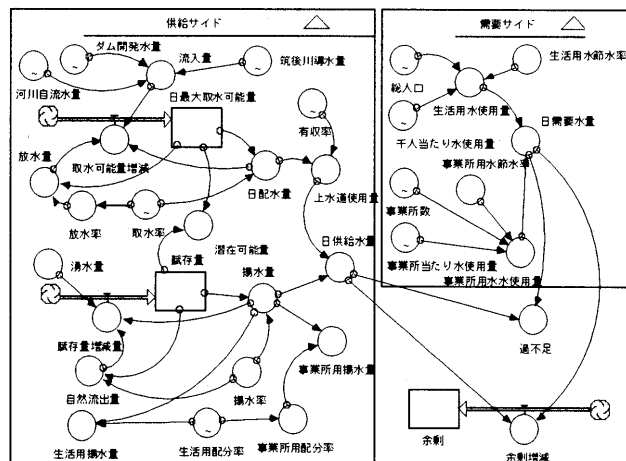 供給サイド
需要サイド
ダム開発水量
流入量
筑後川導水量
河川自流水量
日最大取水可能量
有収率
放水量
取水可能量増減
日配水量
上水道使用量
放水率
取水率
潜在可能量
日供給水量
湧水量
賦存量
揚水量
賦存量増減量
事業所用揚水量
自然流出量
揚水率
生活用揚水量
生活用配分率
事業所用配分率
生活用水節水率
総人口
生活用水使用量
日需要水量
千人当たり水使用量
事業所用水節水率
事業所数
事業所当たり水使用量
事業所用水水使用量
過不足
余剰
余剰増減